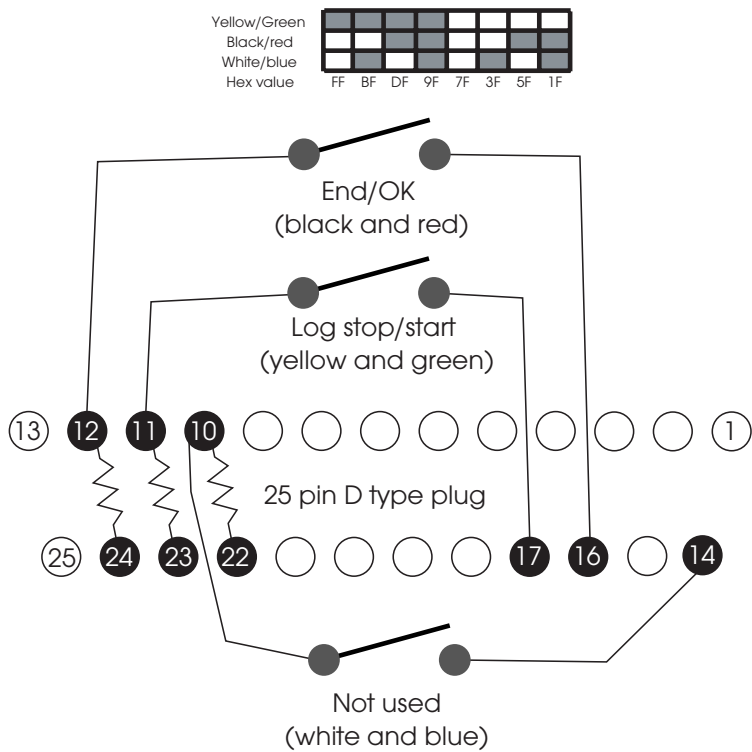 Yellow/Green
Black/red
White/blue
Hex value FF BF DF 9F 7F 3F 5F 1F
End/OK
(black and red)
Log stop/start
(yellow and green)
13 12 11 10 1
25 pin D type plug
25 24 23 22 17 16 14
Not used
(white and blue)